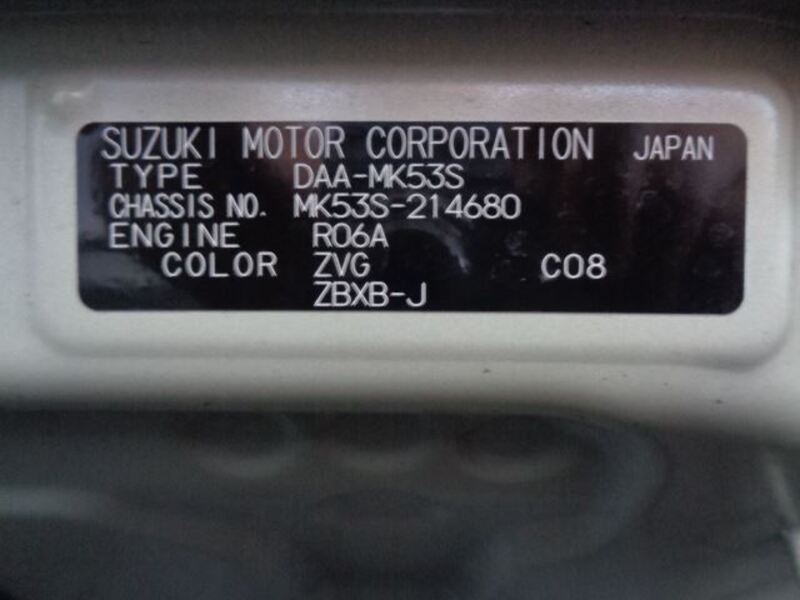 SUZUKI MOTOR CORPORATION JAPAN
TYPE DAA-MK53S
CHASSIS NO. MK53S-214680
ENGINE R06A
COLOR ZVG C08
ZBXB-J